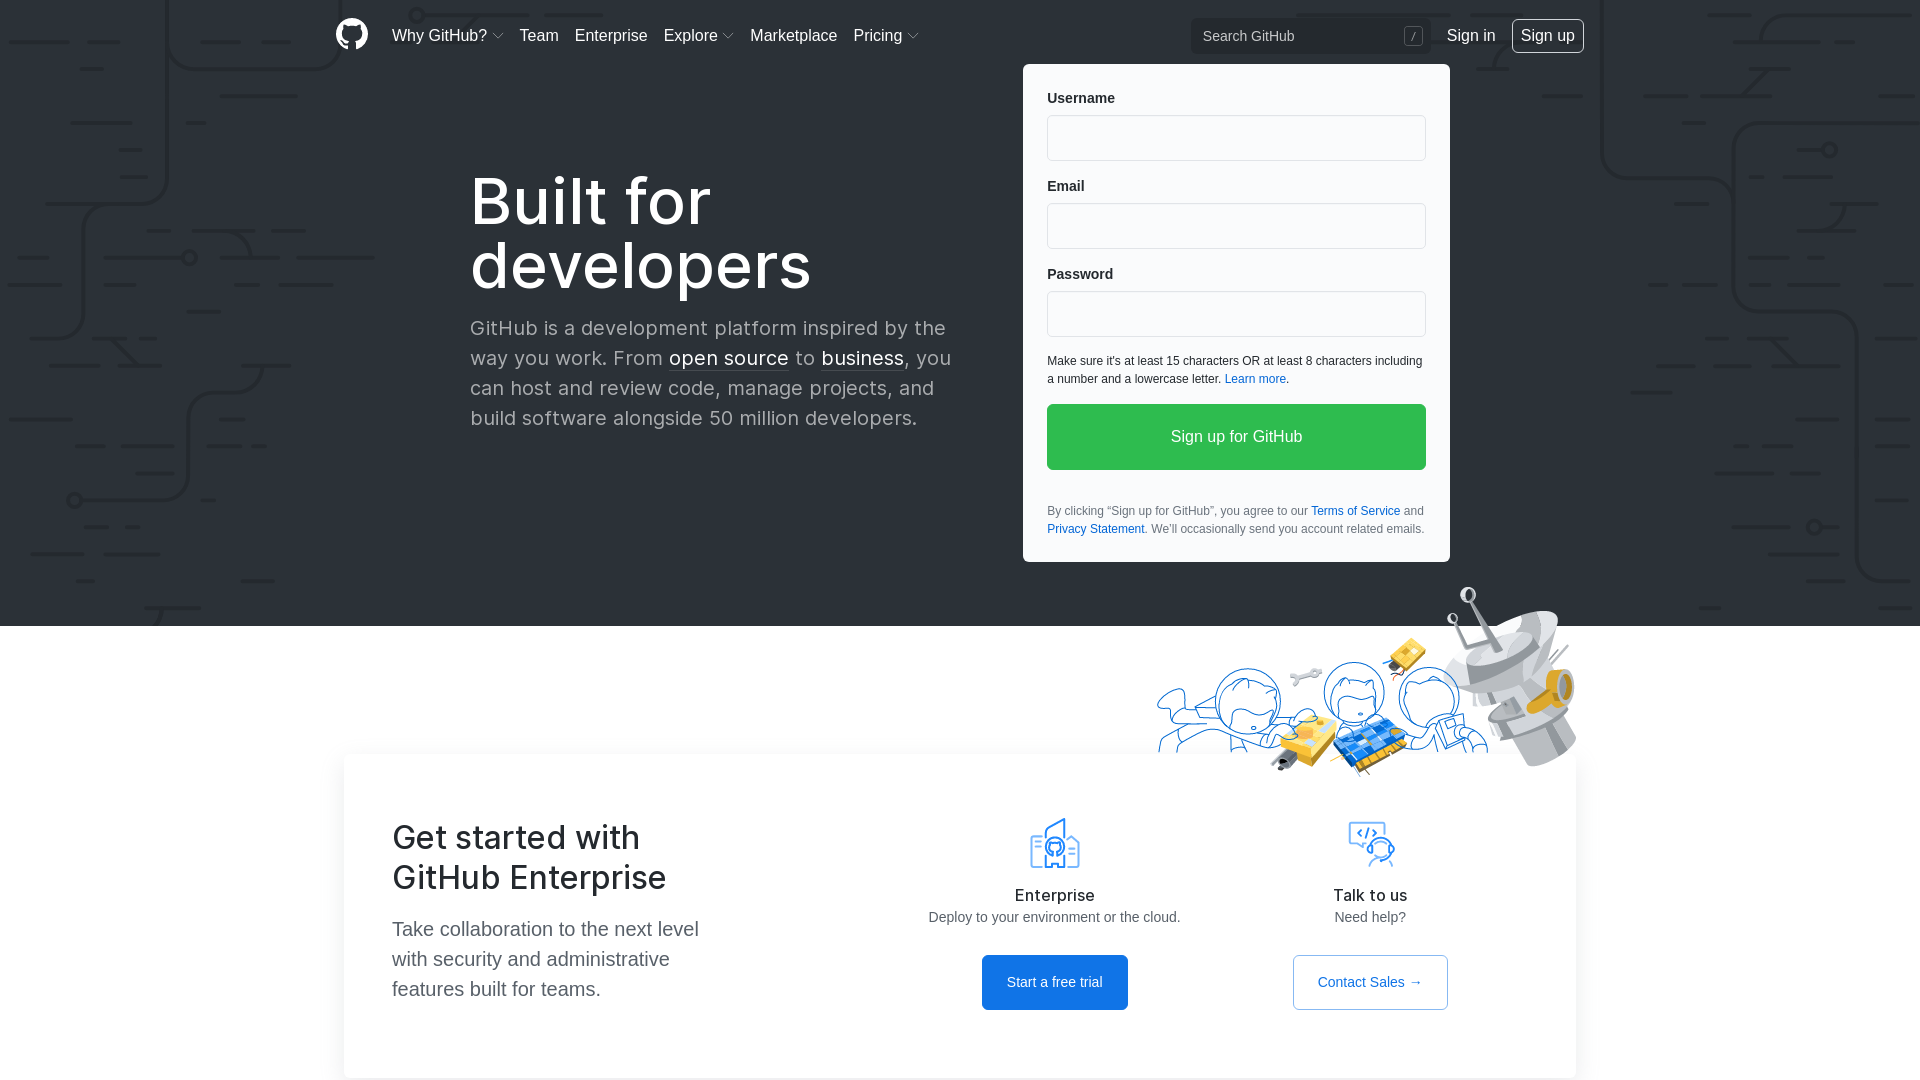 Why GitHub? Team Enterprise Explore Marketplace Pricing Search GitHub / Sign in Sign up
Built for
developers
GitHub is a development platform inspired by the
way you work. From open source to business, you
can host and review code, manage projects, and
build software alongside 50 million developers.
Username
Email
Password
Make sure it's at least 15 characters OR at least 8 characters including
a number and a lowercase letter. Learn more.
Sign up for GitHub
By clicking “Sign up for GitHub”, you agree to our Terms of Service and
Privacy Statement. We’ll occasionally send you account related emails.
Get started with
GitHub Enterprise
Take collaboration to the next level
with security and administrative
features built for teams.
Enterprise
Deploy to your environment or the cloud.
Start a free trial
Talk to us
Need help?
Contact Sales →